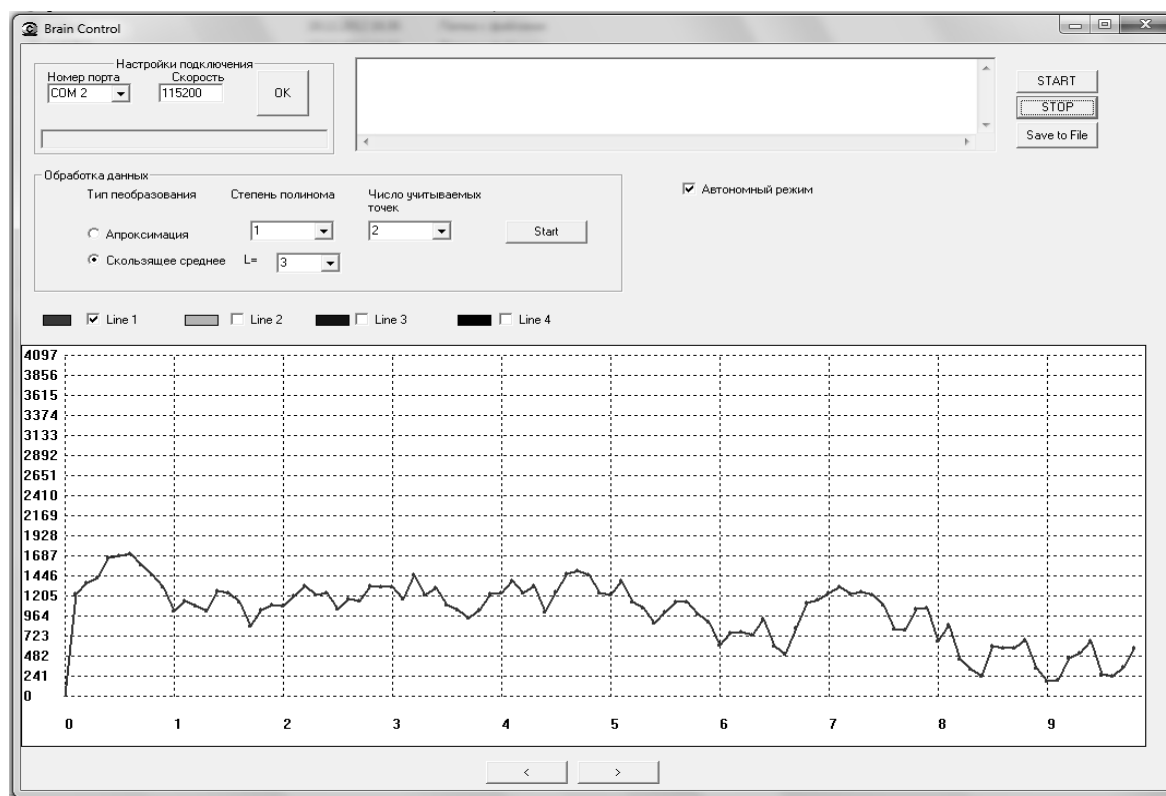 Brain Control
Настройки подключения
Номер порта Скорость
COM 2 115200 OK
START
STOP
Save to File
Обработка данных
Тип пеобразования Степень полинома Число учитываемых точек
Апроксимация 1 2 Start
Скользящее среднее L= 3
Автономный режим
Line 1 Line 2 Line 3 Line 4
4097
3856
3615
3374
3133
2892
2651
2410
2169
1928
1687
1446
1205
964
723
482
241
0
0 1 2 3 4 5 6 7 8 9
< >